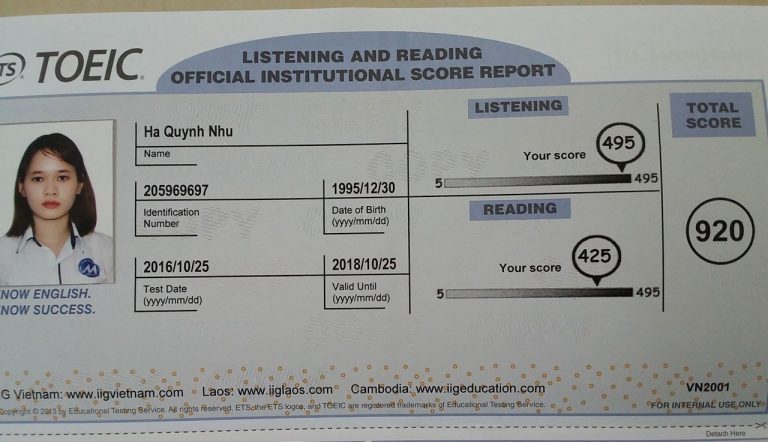 ETS TOEIC
LISTENING AND READING
OFFICIAL INSTITUTIONAL SCORE REPORT
Ha Quynh Nhu
Name
205969697
Identification
Number
1995/12/30
Date of Birth
(yyyy/mm/dd)
2016/10/25
Test Date
(yyyy/mm/dd)
2018/10/25
Valid Until
(yyyy/mm/dd)
LISTENING
Your score
495
5
495
READING
Your score
425
5
495
TOTAL
SCORE
920
NOW ENGLISH.
NOW SUCCESS.
G Vietnam: www.iigvietnam.com Laos: www.iiglaos.com Cambodia: www.iigeducation.com
VN2001
Copyright © 2013 by Educational Testing Service. All rights reserved. ETS, the ETS logos, and TOEIC are registered trademarks of Educational Testing Service.
FOR INTERNAL USE ONLY
Detach Here